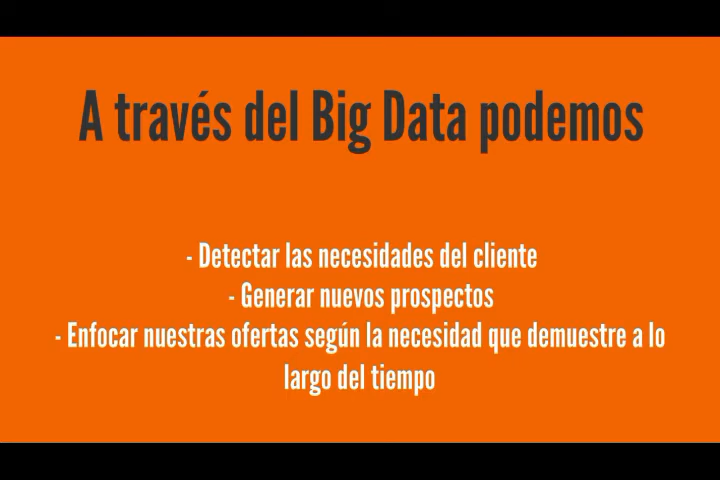 A través del Big Data podemos
- Detectar las necesidades del cliente
- Generar nuevos prospectos
- Enfocar nuestras ofertas según la necesidad que demuestre a lo
largo del tiempo